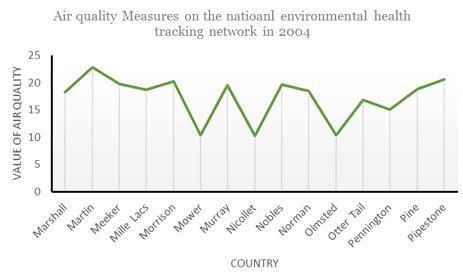 Air quality Measures on the natioanl environmental health
tracking network in 2004
VALUE OF AIR QUALITY
25
20
15
10
5
0
Marshall
Martin
Meeker
Mille Lacs
Morrison
Mower
Murray
Nicollet
Nobles
Norman
Olmsted
Otter Tail
Pennington
Pine
Pipestone
COUNTRY